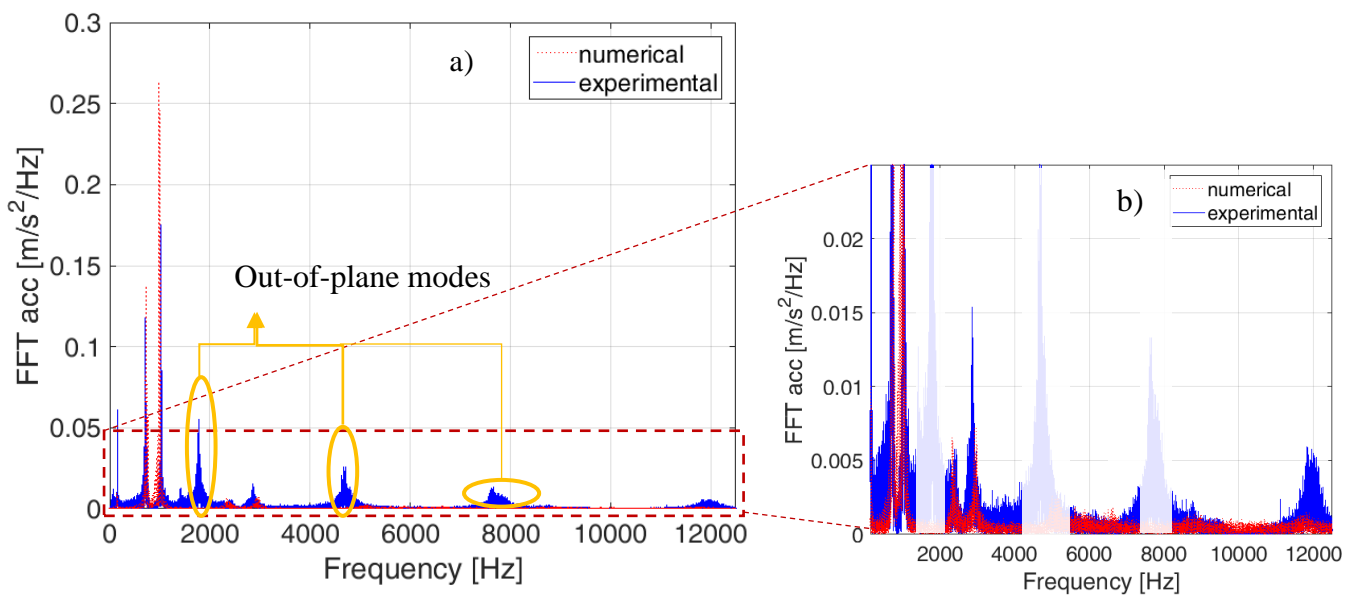 a)
numerical
experimental
Out-of-plane modes
FFT acc [m/s²/Hz]
0.3
0.25
0.2
0.15
0.1
0.05
0
0 2000 4000 6000 8000 10000 12000
Frequency [Hz]
b)
numerical
experimental
FFT acc [m/s²/Hz]
0.02
0.015
0.01
0.005
0
2000 4000 6000 8000 10000 12000
Frequency [Hz]